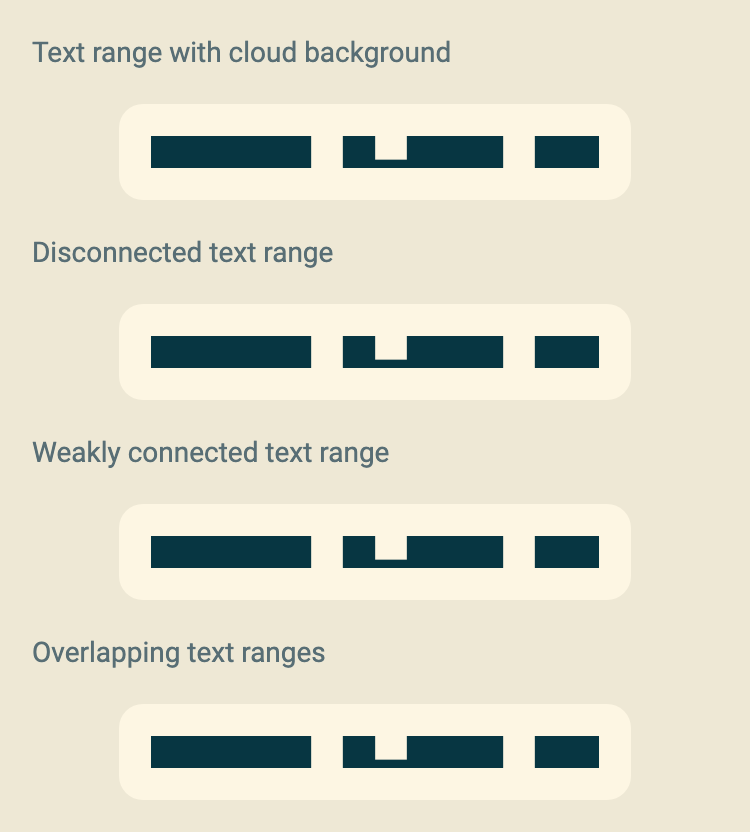 Text range with cloud background
Disconnected text range
Weakly connected text range
Overlapping text ranges